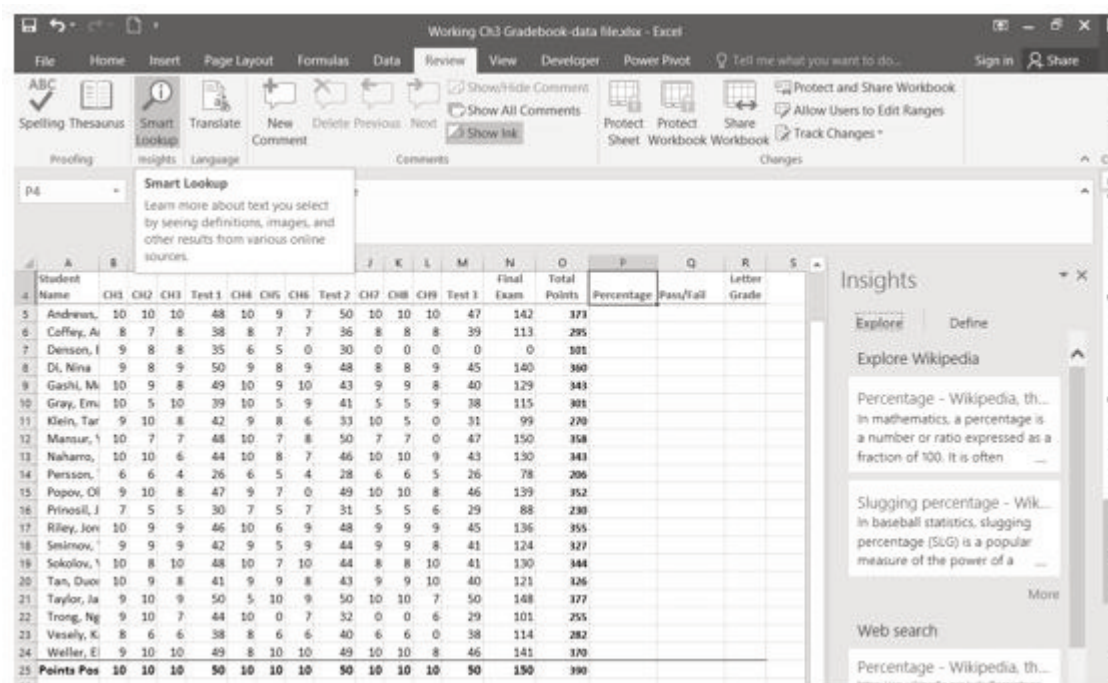 Working Ch3 Gradebook-data file.xlsx - Excel
File Home Insert Page Layout Formulas Data Review View Developer Power Pivot Tell me what you want to do... Sign in Share
ABC
Spelling Thesaurus Smart Lookup Translate New Comment Delete Previous Next
Show/Hide Comment
Show All Comments
Show Ink
Protect Sheet Protect Workbook Share Workbook
Protect and Share Workbook
Allow Users to Edit Ranges
Track Changes
Proofing Insights Language Comments Changes
P4
Smart Lookup
Learn more about text you select
by seeing definitions, images, and
other results from various online
sources.
A B J K L M N O P Q R S
4 Student Name CH1 CH2 CH3 Test 1 CH4 CH5 CH6 Test 2 CH7 CH8 CH9 Test 3 Final Exam Total Points Percentage Pass/Fail Letter Grade
5 Andrews, 10 10 10 48 10 9 7 50 10 10 10 47 142 373
6 Coffey, A 8 7 8 38 8 7 7 36 8 8 8 39 113 295
7 Denson, 9 8 8 35 6 5 0 30 0 0 0 0 0 101
8 Di, Nina 9 8 9 50 9 8 9 48 8 8 9 45 140 360
9 Gashi, M 10 9 8 49 10 9 10 43 9 9 8 40 129 343
10 Gray, Em 10 5 10 39 10 5 9 41 5 5 9 38 115 301
11 Klein, Tar 9 10 8 42 9 8 6 33 10 5 0 31 99 270
12 Mansur, 10 7 7 48 10 7 8 50 7 7 0 47 150 358
13 Naharro, 10 10 6 44 10 8 7 46 10 10 9 43 130 343
14 Persson, 6 6 4 26 6 5 4 28 6 6 5 26 78 206
15 Popov, Ol 9 10 8 47 9 7 0 49 10 10 8 46 139 352
16 Prinosil, J 7 5 5 30 7 5 7 31 5 5 6 29 88 230
17 Riley, Jon 10 9 9 46 10 6 9 48 9 9 9 45 136 355
18 Smirnov, 9 9 9 42 9 5 9 44 9 9 8 41 124 327
19 Sokolov, 10 8 10 48 10 7 10 44 8 8 10 41 130 344
20 Tan, Duo 10 9 8 41 9 9 8 43 9 9 10 40 121 326
21 Taylor, Ja 9 10 9 50 5 10 9 50 10 10 7 50 148 377
22 Trong, Ng 9 10 7 44 10 0 7 32 0 0 6 29 101 255
23 Vesely, K 8 6 6 38 8 6 6 40 6 6 0 38 114 282
24 Weller, E 9 10 10 49 8 10 10 49 10 10 8 46 141 370
25 Points Pos 10 10 10 50 10 10 10 50 10 10 10 50 150 390
Insights
Explore Define
Explore Wikipedia
Percentage - Wikipedia, th...
In mathematics, a percentage is
a number or ratio expressed as a
fraction of 100. It is often ...
Slugging percentage - Wik...
In baseball statistics, slugging
percentage (SLG) is a popular
measure of the power of a ...
More
Web search
Percentage - Wikipedia, th...